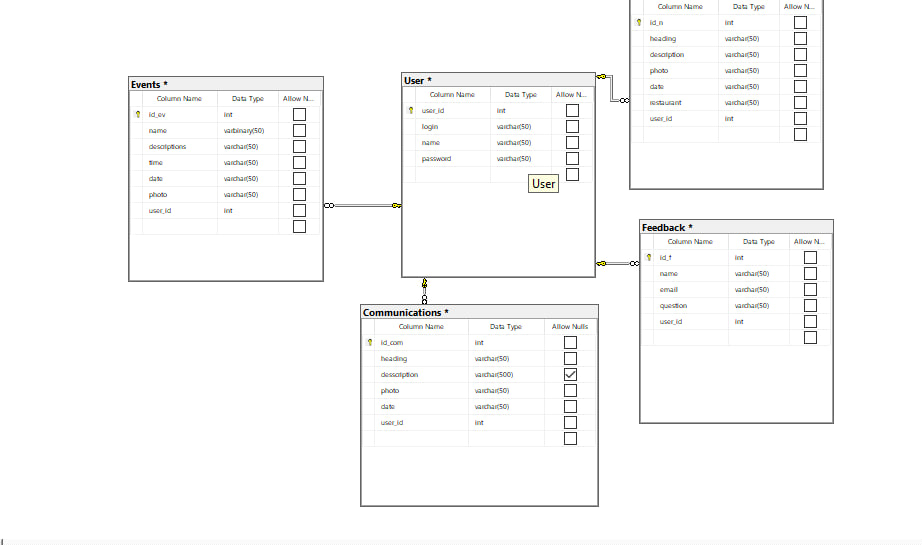 Column Name Data Type Allow N...
id_n int
heading varchar(50)
description varchar(50)
photo varchar(50)
date varchar(50)
restaurant varchar(50)
user_id int
Events *
Column Name Data Type Allow N...
id_ev int
name varbinary(50)
descriptions varchar(50)
time varchar(50)
date varchar(50)
photo varchar(50)
user_id int
User *
Column Name Data Type Allow N...
user_id int
login varchar(50)
name varchar(50)
password varchar(50)
User
Feedback *
Column Name Data Type Allow N...
id_f int
name varchar(50)
email varchar(50)
question varchar(50)
user_id int
Communications *
Column Name Data Type Allow Nulls
id_com int
heading varchar(50)
desscription varchar(500)
photo varchar(50)
date varchar(50)
user_id int